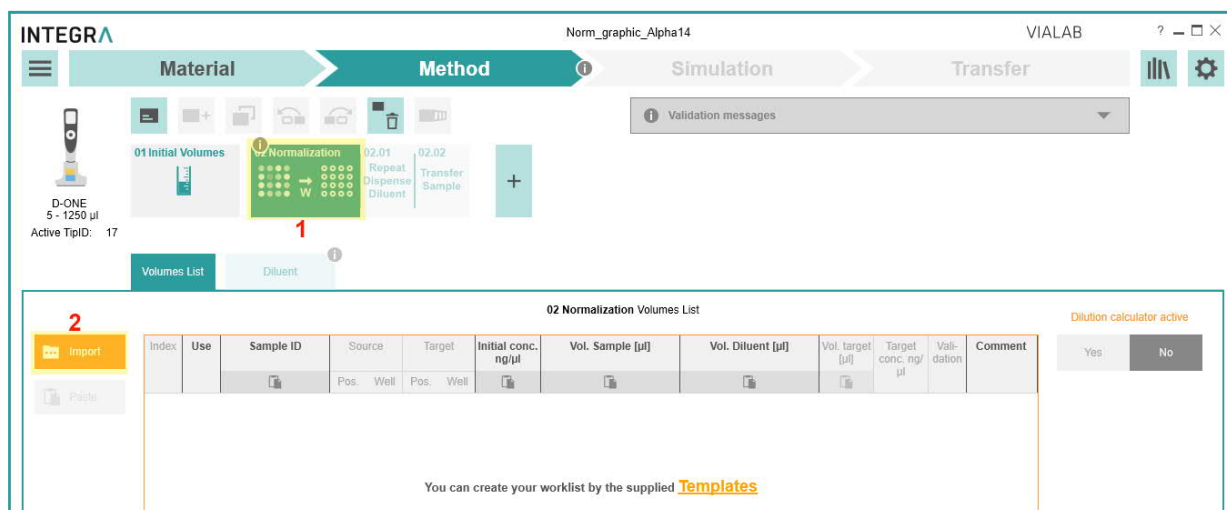 INTEGRA Norm_graphic_Alpha14 VIALAB ?
Material Method i Simulation Transfer
i Validation messages
01 Initial Volumes
i 02 Normalization
W
02.01 Repeat Dispense Diluent
02.02 Transfer Sample
+
D-ONE
5 - 1250 µl
Active TipID: 17
1
Volumes List Diluent i
02 Normalization Volumes List
2
Dilution calculator active
Import
Paste
Yes No
Index Use Sample ID Source Target Initial conc. ng/µl Vol. Sample [µl] Vol. Diluent [µl] Vol. target [µl] Target conc. ng/ µl Vali- dation Comment
Pos. Well Pos. Well
You can create your worklist by the supplied Templates